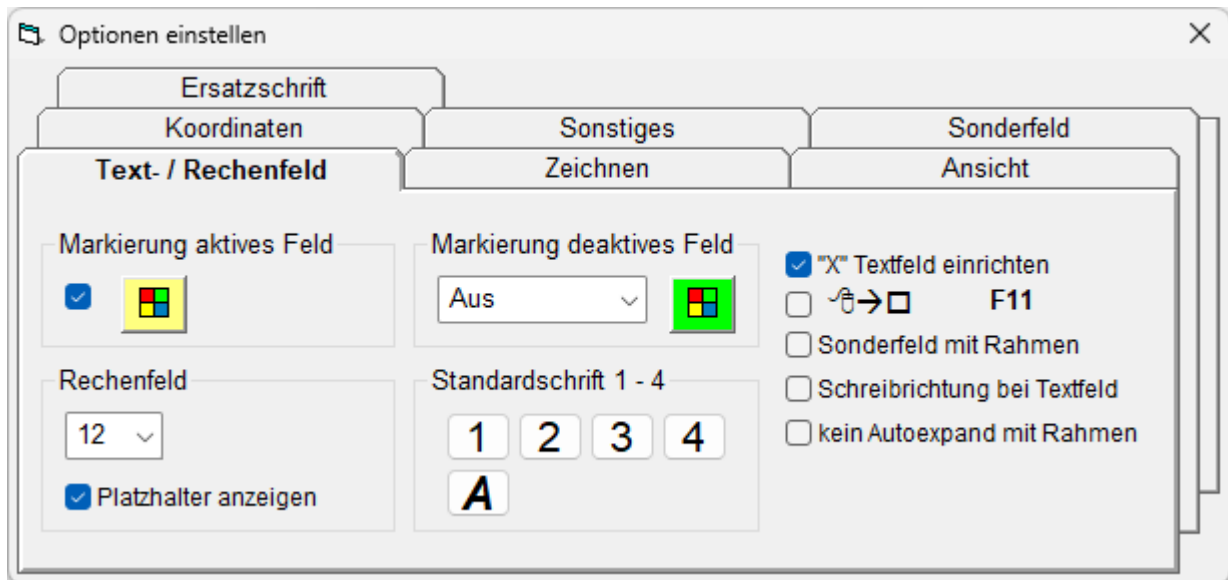 Optionen einstellen
Ersatzschrift
Koordinaten Sonstiges Sonderfeld
Text- / Rechenfeld Zeichnen Ansicht
Markierung aktives Feld
Markierung deaktives Feld
Aus
"X" Textfeld einrichten
F11
Sonderfeld mit Rahmen
Schreibrichtung bei Textfeld
kein Autoexpand mit Rahmen
Rechenfeld
12
Platzhalter anzeigen
Standardschrift 1 - 4
1 2 3 4
A